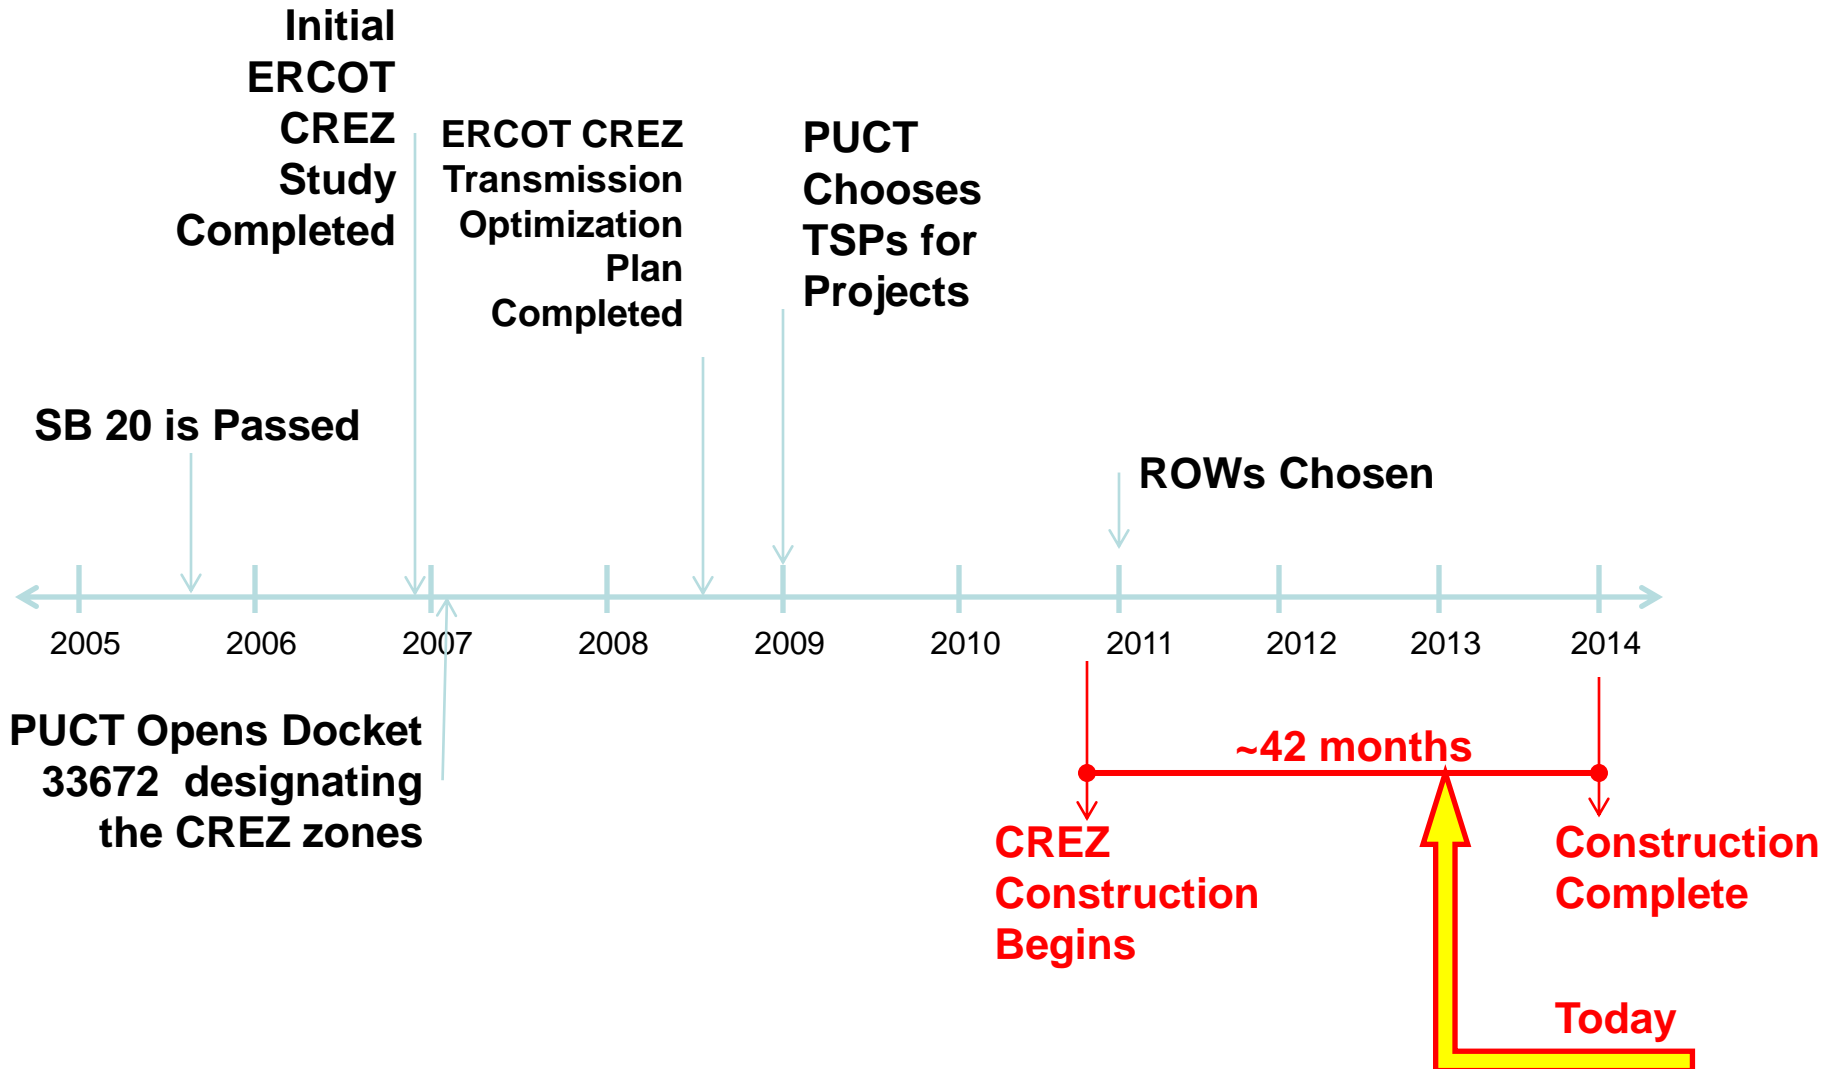 Initial
ERCOT
CREZ
Study
Completed
ERCOT CREZ
Transmission
Optimization
Plan
Completed
PUCT
Chooses
TSPs for
Projects
SB 20 is Passed
ROWs Chosen
2005 2006 2007 2008 2009 2010 2011 2012 2013 2014
PUCT Opens Docket
33672  designating
the CREZ zones
~42 months
CREZ
Construction
Begins
Construction
Complete
Today